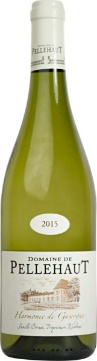 2015
DOMAINE DE
PELLEHAUT
Harmonie de Gascogne